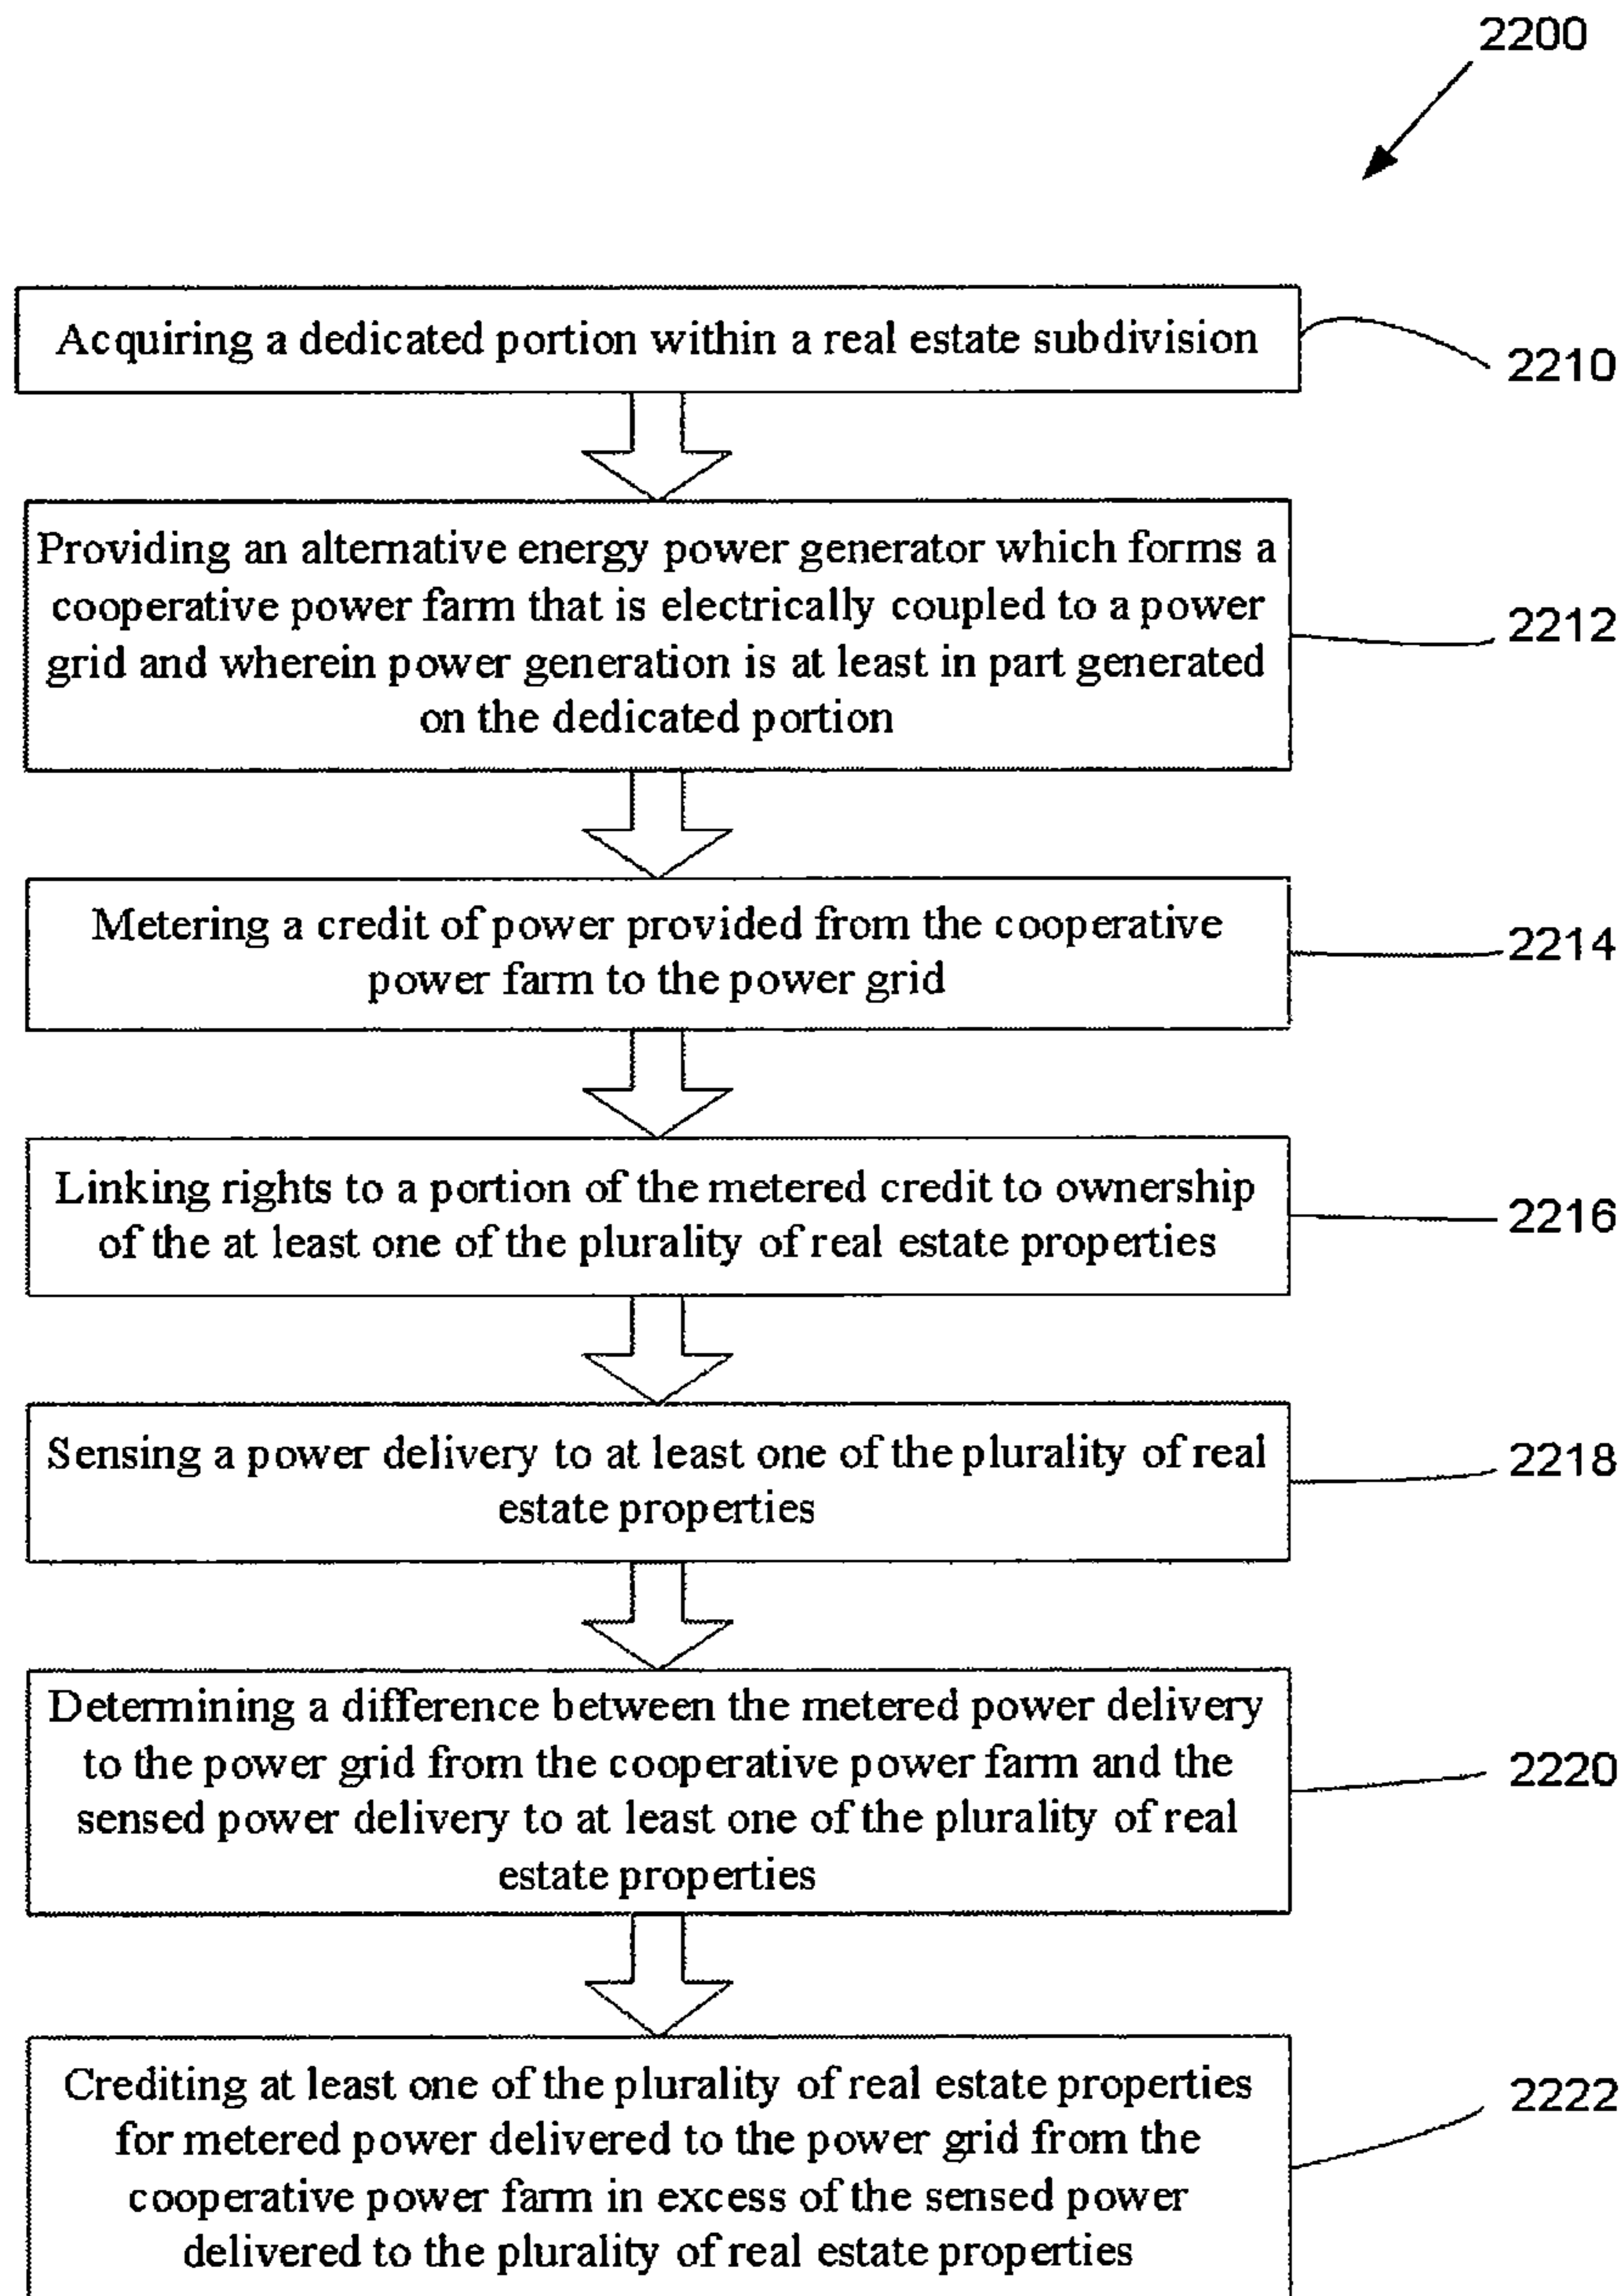 2200
Acquiring a dedicated portion within a real estate subdivision
2210
Providing an alternative energy power generator which forms a
cooperative power farm that is electrically coupled to a power
grid and wherein power generation is at least in part generated
on the dedicated portion
2212
Metering a credit of power provided from the cooperative
power farm to the power grid
2214
Linking rights to a portion of the metered credit to ownership
of the at least one of the plurality of real estate properties
2216
Sensing a power delivery to at least one of the plurality of real
estate properties
2218
Determining a difference between the metered power delivery
to the power grid from the cooperative power farm and the
sensed power delivery to at least one of the plurality of real
estate properties
2220
Crediting at least one of the plurality of real estate properties
for metered power delivered to the power grid from the
cooperative power farm in excess of the sensed power
delivered to the plurality of real estate properties
2222